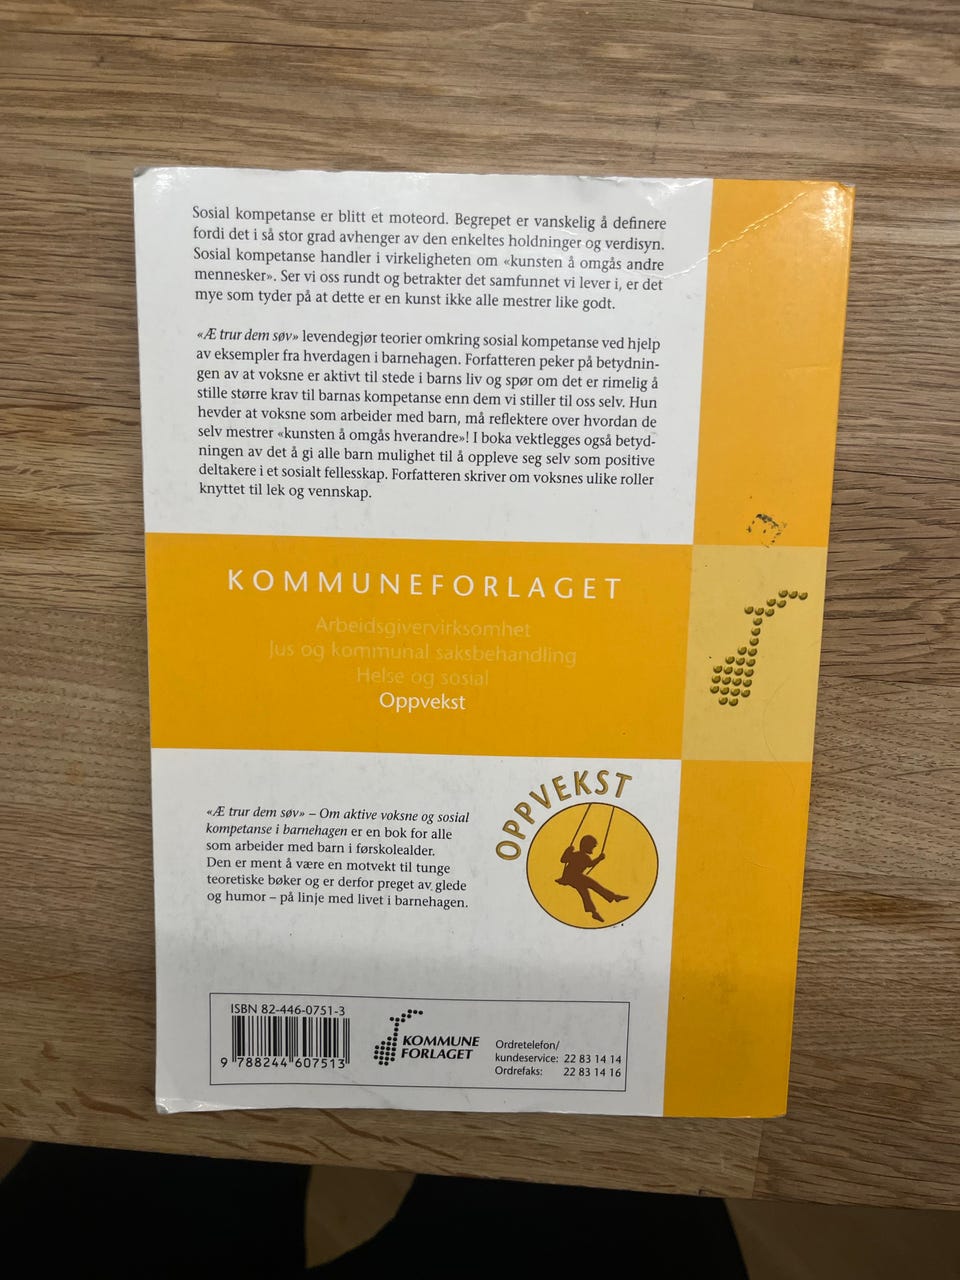 Sosial kompetanse er blitt et moteord. Begrepet er vanskelig å definere
fordi det i så stor grad avhenger av den enkeltes holdninger og verdisyn.
Sosial kompetanse handler i virkeligheten om «kunsten å omgås andre
mennesker». Ser vi oss rundt og betrakter det samfunnet vi lever i, er det
mye som tyder på at dette er en kunst ikke alle mestrer like godt.
«Æ trur dem søv» levendegjør teorier omkring sosial kompetanse ved hjelp
av eksempler fra hverdagen i barnehagen. Forfatteren peker på betydnin-
gen av at voksne er aktivt til stede i barns liv og spør om det er rimelig å
stille større krav til barnas kompetanse enn dem vi stiller til oss selv. Hun
hevder at voksne som arbeider med barn, må reflektere over hvordan de
selv mestrer «kunsten å omgås hverandre»! I boka vektlegges også betyd-
ningen av det å gi alle barn mulighet til å oppleve seg selv som positive
deltakere i et sosialt fellesskap. Forfatteren skriver om voksnes ulike roller
knyttet til lek og vennskap.
KOMMUNEFORLAGET
Arbeidsgivervirksomhet
Jus og kommunal saksbehandling
Helse og sosial
Oppvekst
OPPVEKST
«Æ trur dem søv» – Om aktive voksne og sosial
kompetanse i barnehagen er en bok for alle
som arbeider med barn i førskolealder.
Den er ment å være en motvekt til tunge
teoretiske bøker og er derfor preget av glede
og humor – på linje med livet i barnehagen.
ISBN 82-446-0751-3
9 788244 607513
KOMMUNE
FORLAGET
Ordretelefon/
kundeservice: 22 83 14 14
Ordrefaks: 22 83 14 16